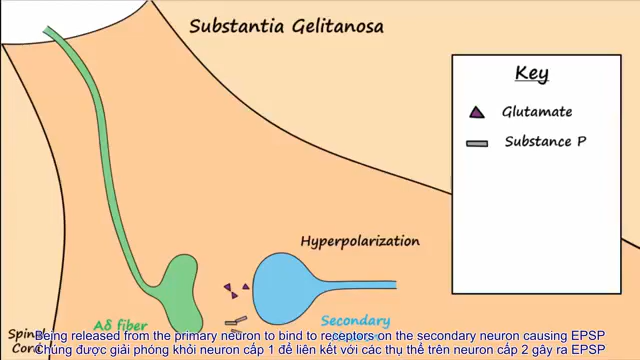 Substantia Gelitanosa
Key
Glutamate
Substance P
Hyperpolarization
Aδ fiber
Secondary
Spinal
Cord
Being released from the primary neuron to bind to receptors on the secondary neuron causing EPSP
Chúng được giải phóng khỏi neuron cấp 1 để liên kết với các thụ thể trên neuron cấp 2 gây ra EPSP